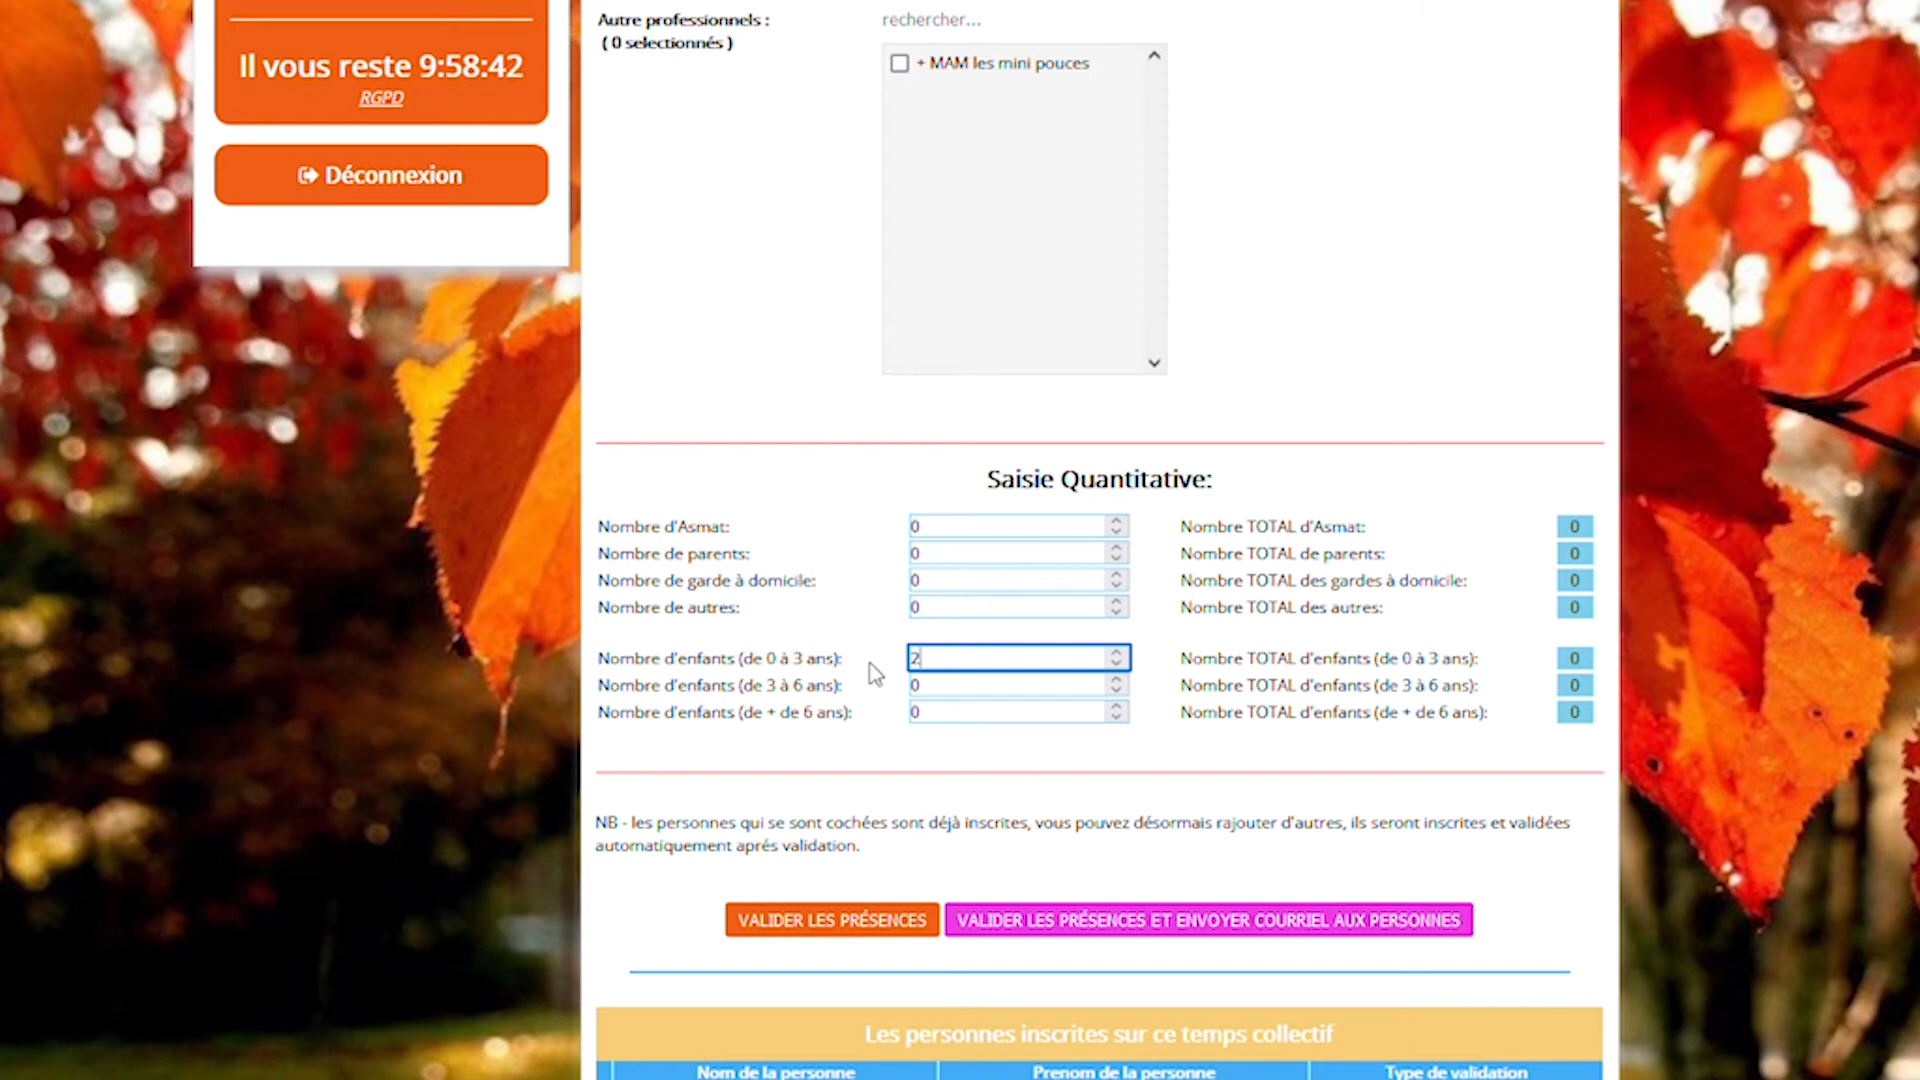 Il vous reste 9:58:42
RGPD
Déconnexion
Autre professionnels :
( 0 selectionnés )
rechercher...
+ MAM les mini pouces
Saisie Quantitative:
Nombre d'Asmat: 0 Nombre TOTAL d'Asmat: 0
Nombre de parents: 0 Nombre TOTAL de parents: 0
Nombre de garde à domicile: 0 Nombre TOTAL des gardes à domicile: 0
Nombre de autres: 0 Nombre TOTAL des autres: 0
Nombre d'enfants (de 0 à 3 ans): 2 Nombre TOTAL d'enfants (de 0 à 3 ans): 0
Nombre d'enfants (de 3 à 6 ans): 0 Nombre TOTAL d'enfants (de 3 à 6 ans): 0
Nombre d'enfants (de + de 6 ans): 0 Nombre TOTAL d'enfants (de + de 6 ans): 0
NB - les personnes qui se sont cochées sont déjà inscrites, vous pouvez désormais rajouter d'autres, ils seront inscrites et validées
automatiquement aprés validation.
VALIDER LES PRÉSENCES VALIDER LES PRÉSENCES ET ENVOYER COURRIEL AUX PERSONNES
Les personnes inscrites sur ce temps collectif
Nom de la personne Prenom de la personne Type de validation